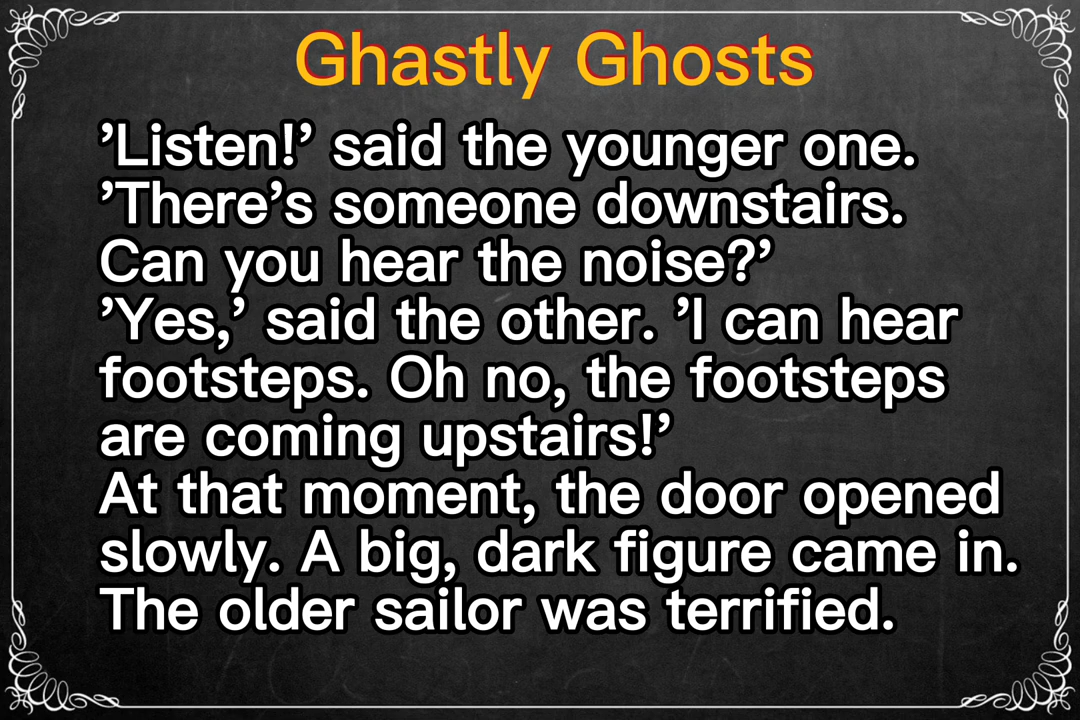 Ghastly Ghosts
’Listen!’ said the younger one.
’There’s someone downstairs.
Can you hear the noise?’
’Yes,’ said the other. ’I can hear
footsteps. Oh no, the footsteps
are coming upstairs!’
At that moment, the door opened
slowly. A big, dark figure came in.
The older sailor was terrified.